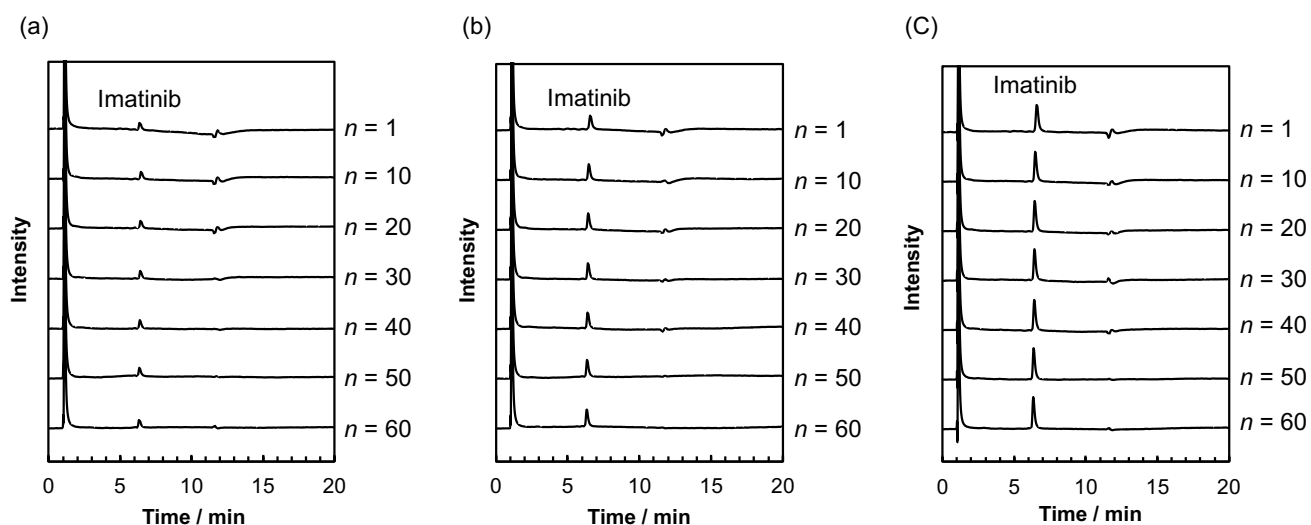 (a)
Imatinib
n = 1
n = 10
n = 20
n = 30
n = 40
n = 50
n = 60
Intensity
0 5 10 15 20
Time / min
(b)
Imatinib
n = 1
n = 10
n = 20
n = 30
n = 40
n = 50
n = 60
Intensity
0 5 10 15 20
Time / min
(C)
Imatinib
n = 1
n = 10
n = 20
n = 30
n = 40
n = 50
n = 60
Intensity
0 5 10 15 20
Time / min